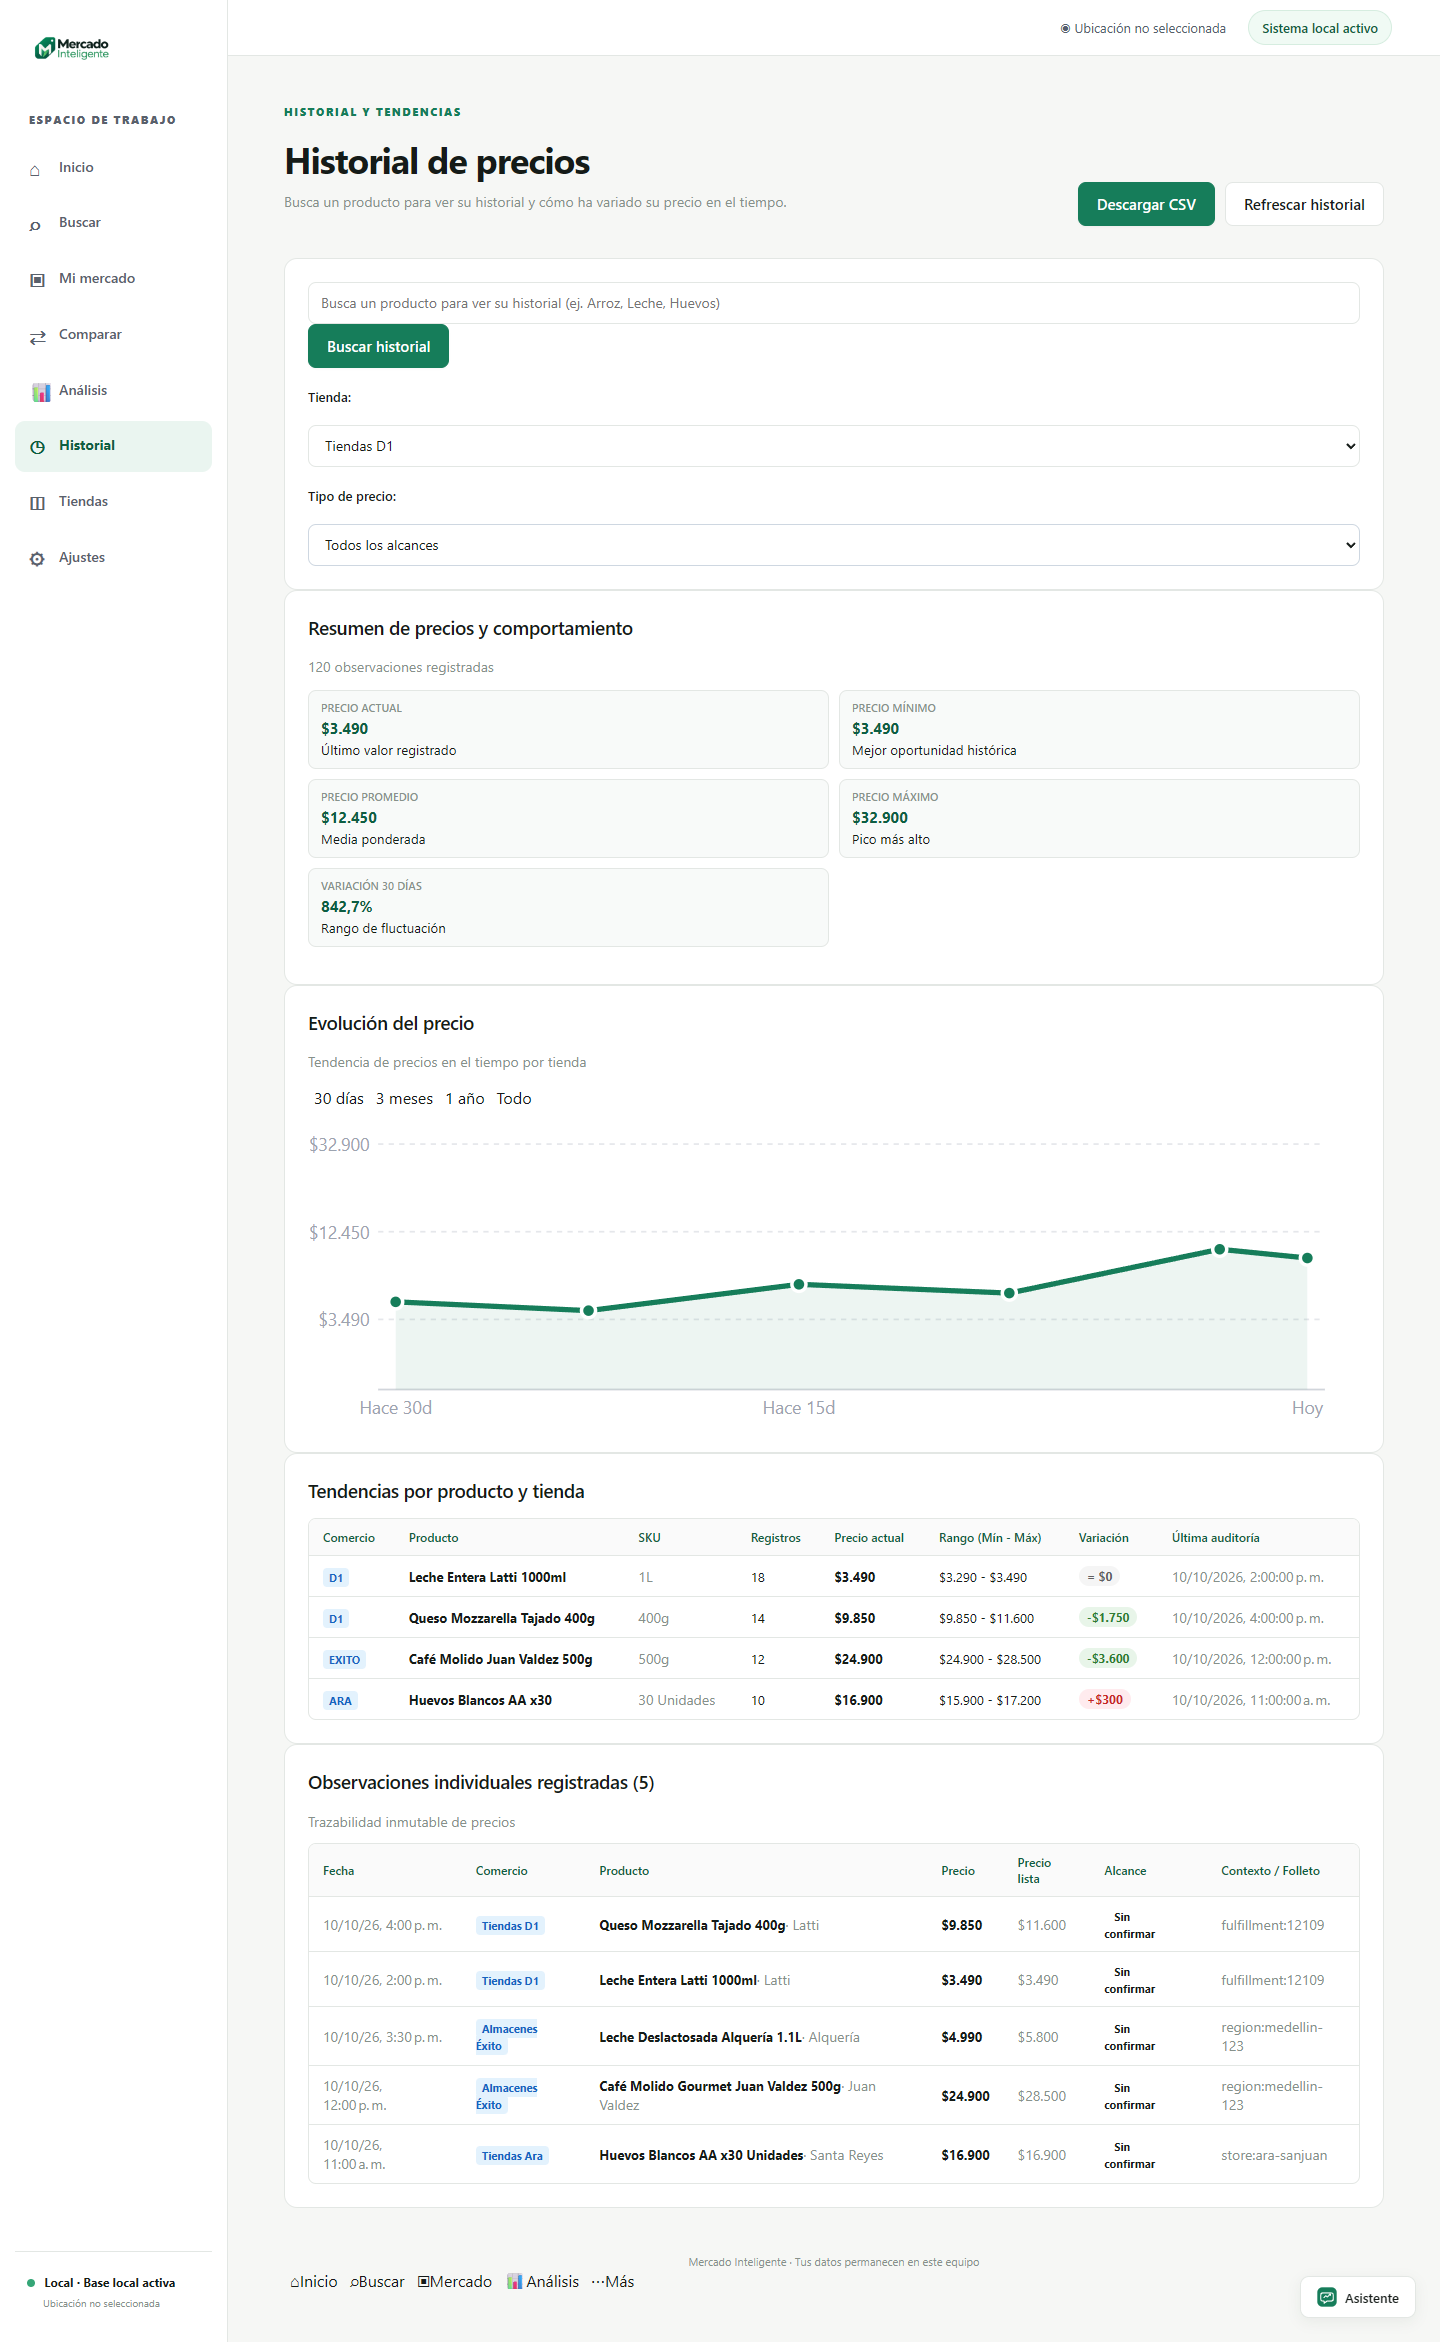 Mercado
Inteligente
ESPACIO DE TRABAJO
Inicio
Buscar
Mi mercado
Comparar
Análisis
Historial
Tiendas
Ajustes
Local · Base local activa
Ubicación no seleccionada
Ubicación no seleccionada
Sistema local activo
HISTORIAL Y TENDENCIAS
Historial de precios
Busca un producto para ver su historial y cómo ha variado su precio en el tiempo.
Descargar CSV
Refrescar historial
Busca un producto para ver su historial (ej. Arroz, Leche, Huevos)
Buscar historial
Tienda:
Tiendas D1
Tipo de precio:
Todos los alcances
Resumen de precios y comportamiento
120 observaciones registradas
PRECIO ACTUAL
$3.490
Último valor registrado
PRECIO MÍNIMO
$3.490
Mejor oportunidad histórica
PRECIO PROMEDIO
$12.450
Media ponderada
PRECIO MÁXIMO
$32.900
Pico más alto
VARIACIÓN 30 DÍAS
842,7%
Rango de fluctuación
Evolución del precio
Tendencia de precios en el tiempo por tienda
30 días 3 meses 1 año Todo
$32.900
$12.450
$3.490
Hace 30d Hace 15d Hoy
Tendencias por producto y tienda
Comercio Producto SKU Registros Precio actual Rango (Mín - Máx) Variación Última auditoría
D1 Leche Entera Latti 1000ml 1L 18 $3.490 $3.290 - $3.490 = $0 10/10/2026, 2:00:00 p. m.
D1 Queso Mozzarella Tajado 400g 400g 14 $9.850 $9.850 - $11.600 -$1.750 10/10/2026, 4:00:00 p. m.
EXITO Café Molido Juan Valdez 500g 500g 12 $24.900 $24.900 - $28.500 -$3.600 10/10/2026, 12:00:00 p. m.
ARA Huevos Blancos AA x30 30 Unidades 10 $16.900 $15.900 - $17.200 +$300 10/10/2026, 11:00:00 a. m.
Observaciones individuales registradas (5)
Trazabilidad inmutable de precios
Fecha Comercio Producto Precio Precio lista Alcance Contexto / Folleto
10/10/26, 4:00 p. m. Tiendas D1 Queso Mozzarella Tajado 400g· Latti $9.850 $11.600 Sin confirmar fulfillment:12109
10/10/26, 2:00 p. m. Tiendas D1 Leche Entera Latti 1000ml· Latti $3.490 $3.490 Sin confirmar fulfillment:12109
10/10/26, 3:30 p. m. Almacenes Éxito Leche Deslactosada Alquería 1.1L· Alquería $4.990 $5.800 Sin confirmar region:medellin-123
10/10/26, 12:00 p. m. Almacenes Éxito Café Molido Gourmet Juan Valdez 500g· Juan Valdez $24.900 $28.500 Sin confirmar region:medellin-123
10/10/26, 11:00 a. m. Tiendas Ara Huevos Blancos AA x30 Unidades· Santa Reyes $16.900 $16.900 Sin confirmar store:ara-sanjuan
Mercado Inteligente · Tus datos permanecen en este equipo
Inicio Buscar Mercado Análisis ···Más
Asistente